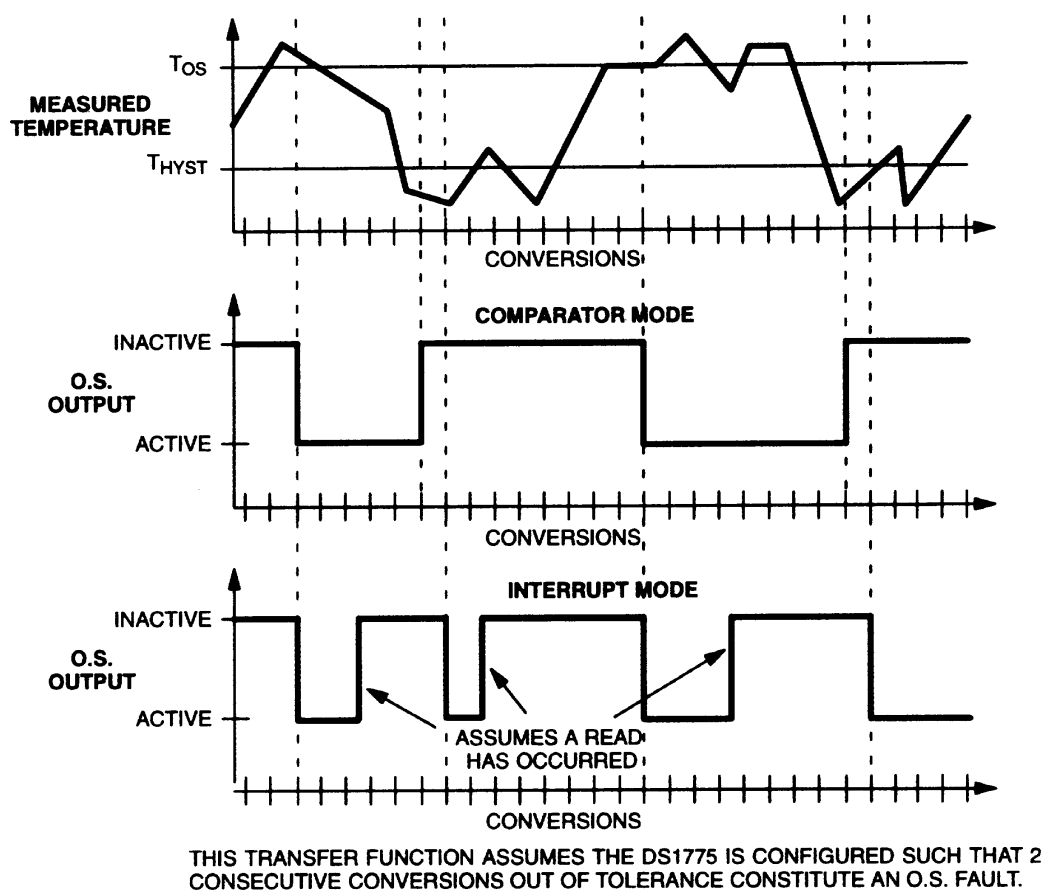 TOS
MEASURED
TEMPERATURE
THYST
CONVERSIONS
COMPARATOR MODE
INACTIVE
O.S.
OUTPUT
ACTIVE
CONVERSIONS
INTERRUPT MODE
INACTIVE
O.S.
OUTPUT
ACTIVE
ASSUMES A READ
HAS OCCURRED
CONVERSIONS
THIS TRANSFER FUNCTION ASSUMES THE DS1775 IS CONFIGURED SUCH THAT 2
CONSECUTIVE CONVERSIONS OUT OF TOLERANCE CONSTITUTE AN O.S. FAULT.